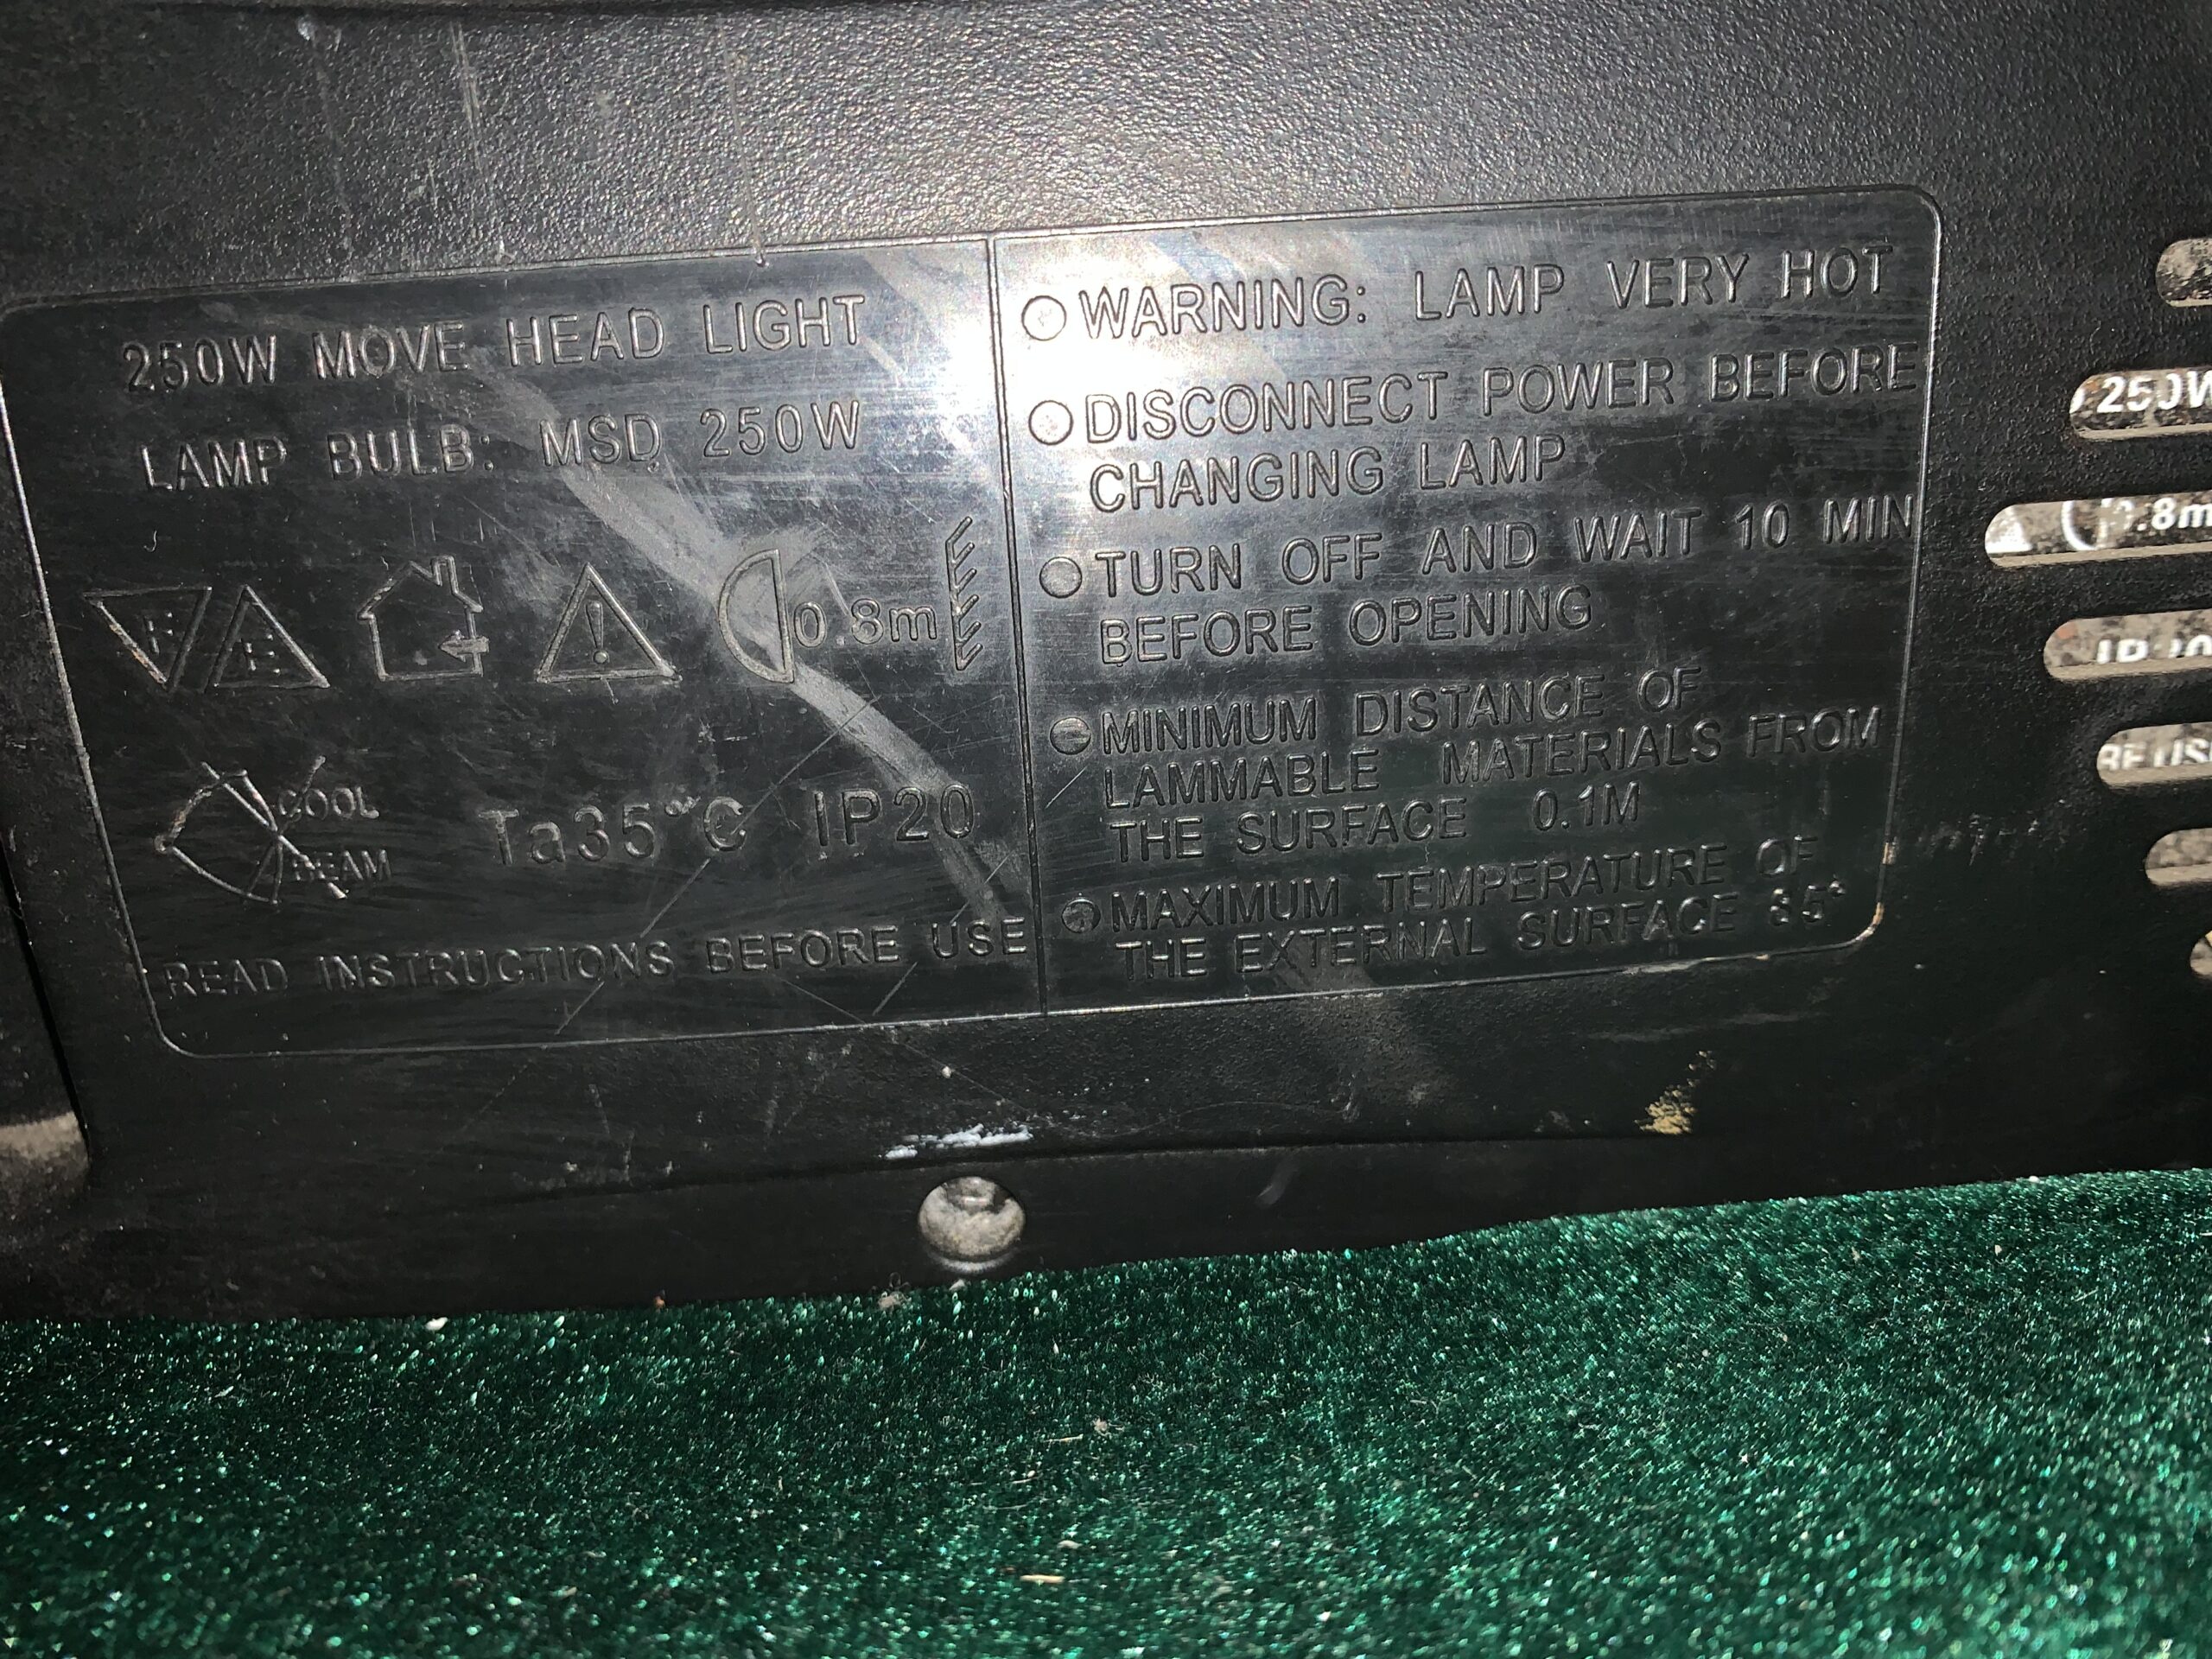 250W MOVE HEAD LIGHT
LAMP BULB: MSD 250W
F F
0.8m
COOL
BEAM
Ta35°C IP20
READ INSTRUCTIONS BEFORE USE
WARNING: LAMP VERY HOT
DISCONNECT POWER BEFORE
CHANGING LAMP
TURN OFF AND WAIT 10 MIN
BEFORE OPENING
MINIMUM DISTANCE OF
LAMMABLE MATERIALS FROM
THE SURFACE 0.1M
MAXIMUM TEMPERATURE OF
THE EXTERNAL SURFACE 85°
250W
0.8m